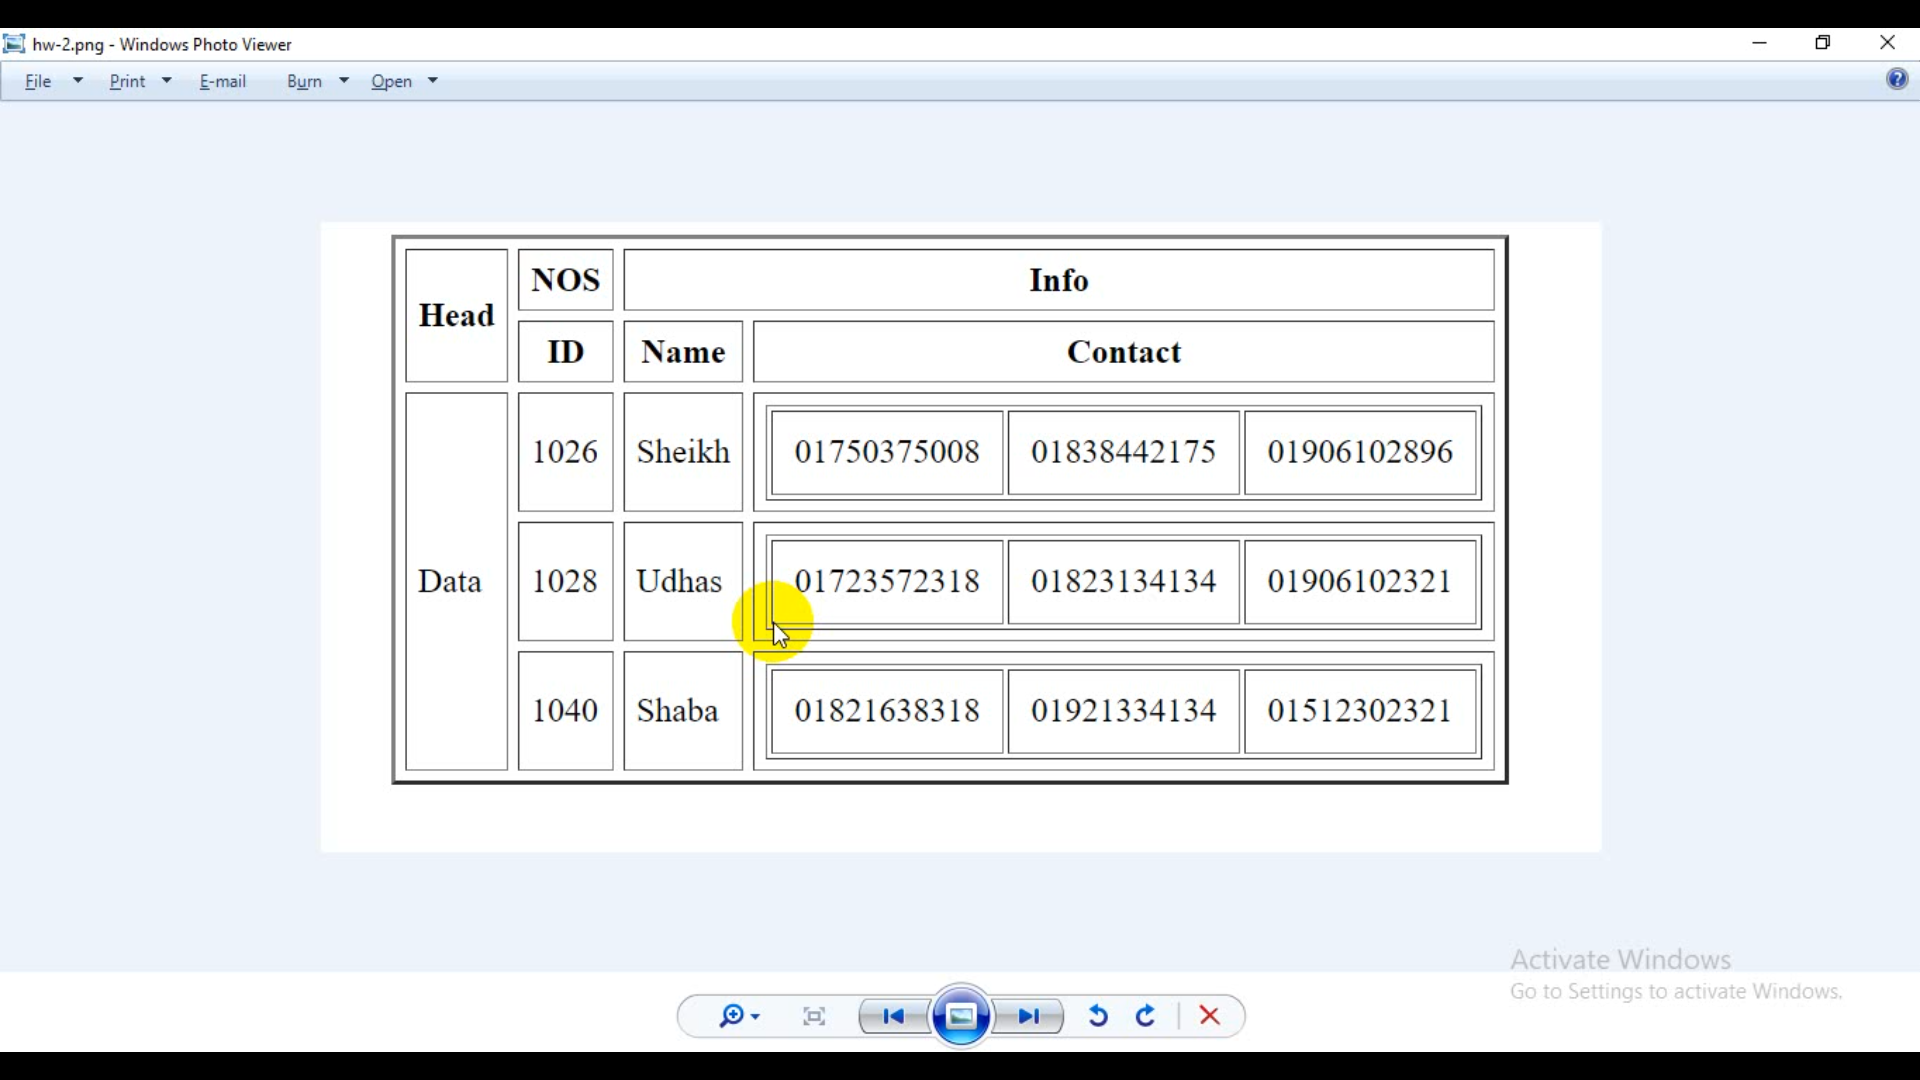 hw-2.png - Windows Photo Viewer
File Print E-mail Burn Open
Head NOS Info
ID Name Contact
Data 1026 Sheikh 01750375008 01838442175 01906102896
1028 Udhas 01723572318 01823134134 01906102321
1040 Shaba 01821638318 01921334134 01512302321
Activate Windows
Go to Settings to activate Windows.